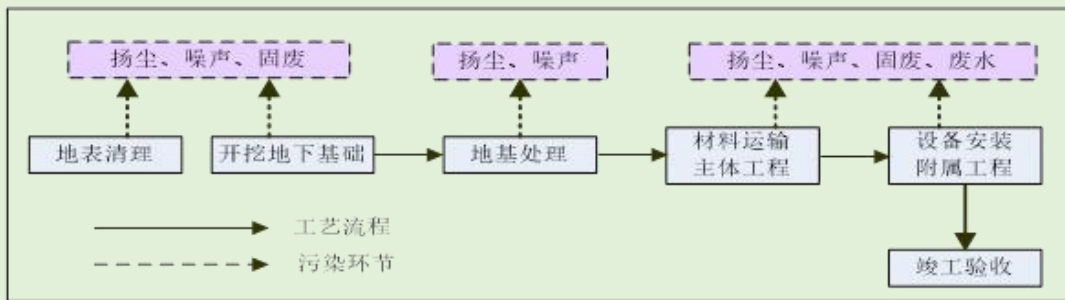 扬尘、噪声、固废
扬尘、噪声
扬尘、噪声、固废、废水
地表清理
开挖地下基础
地基处理
材料运输
主体工程
设备安装
附属工程
工艺流程
污染环节
竣工验收